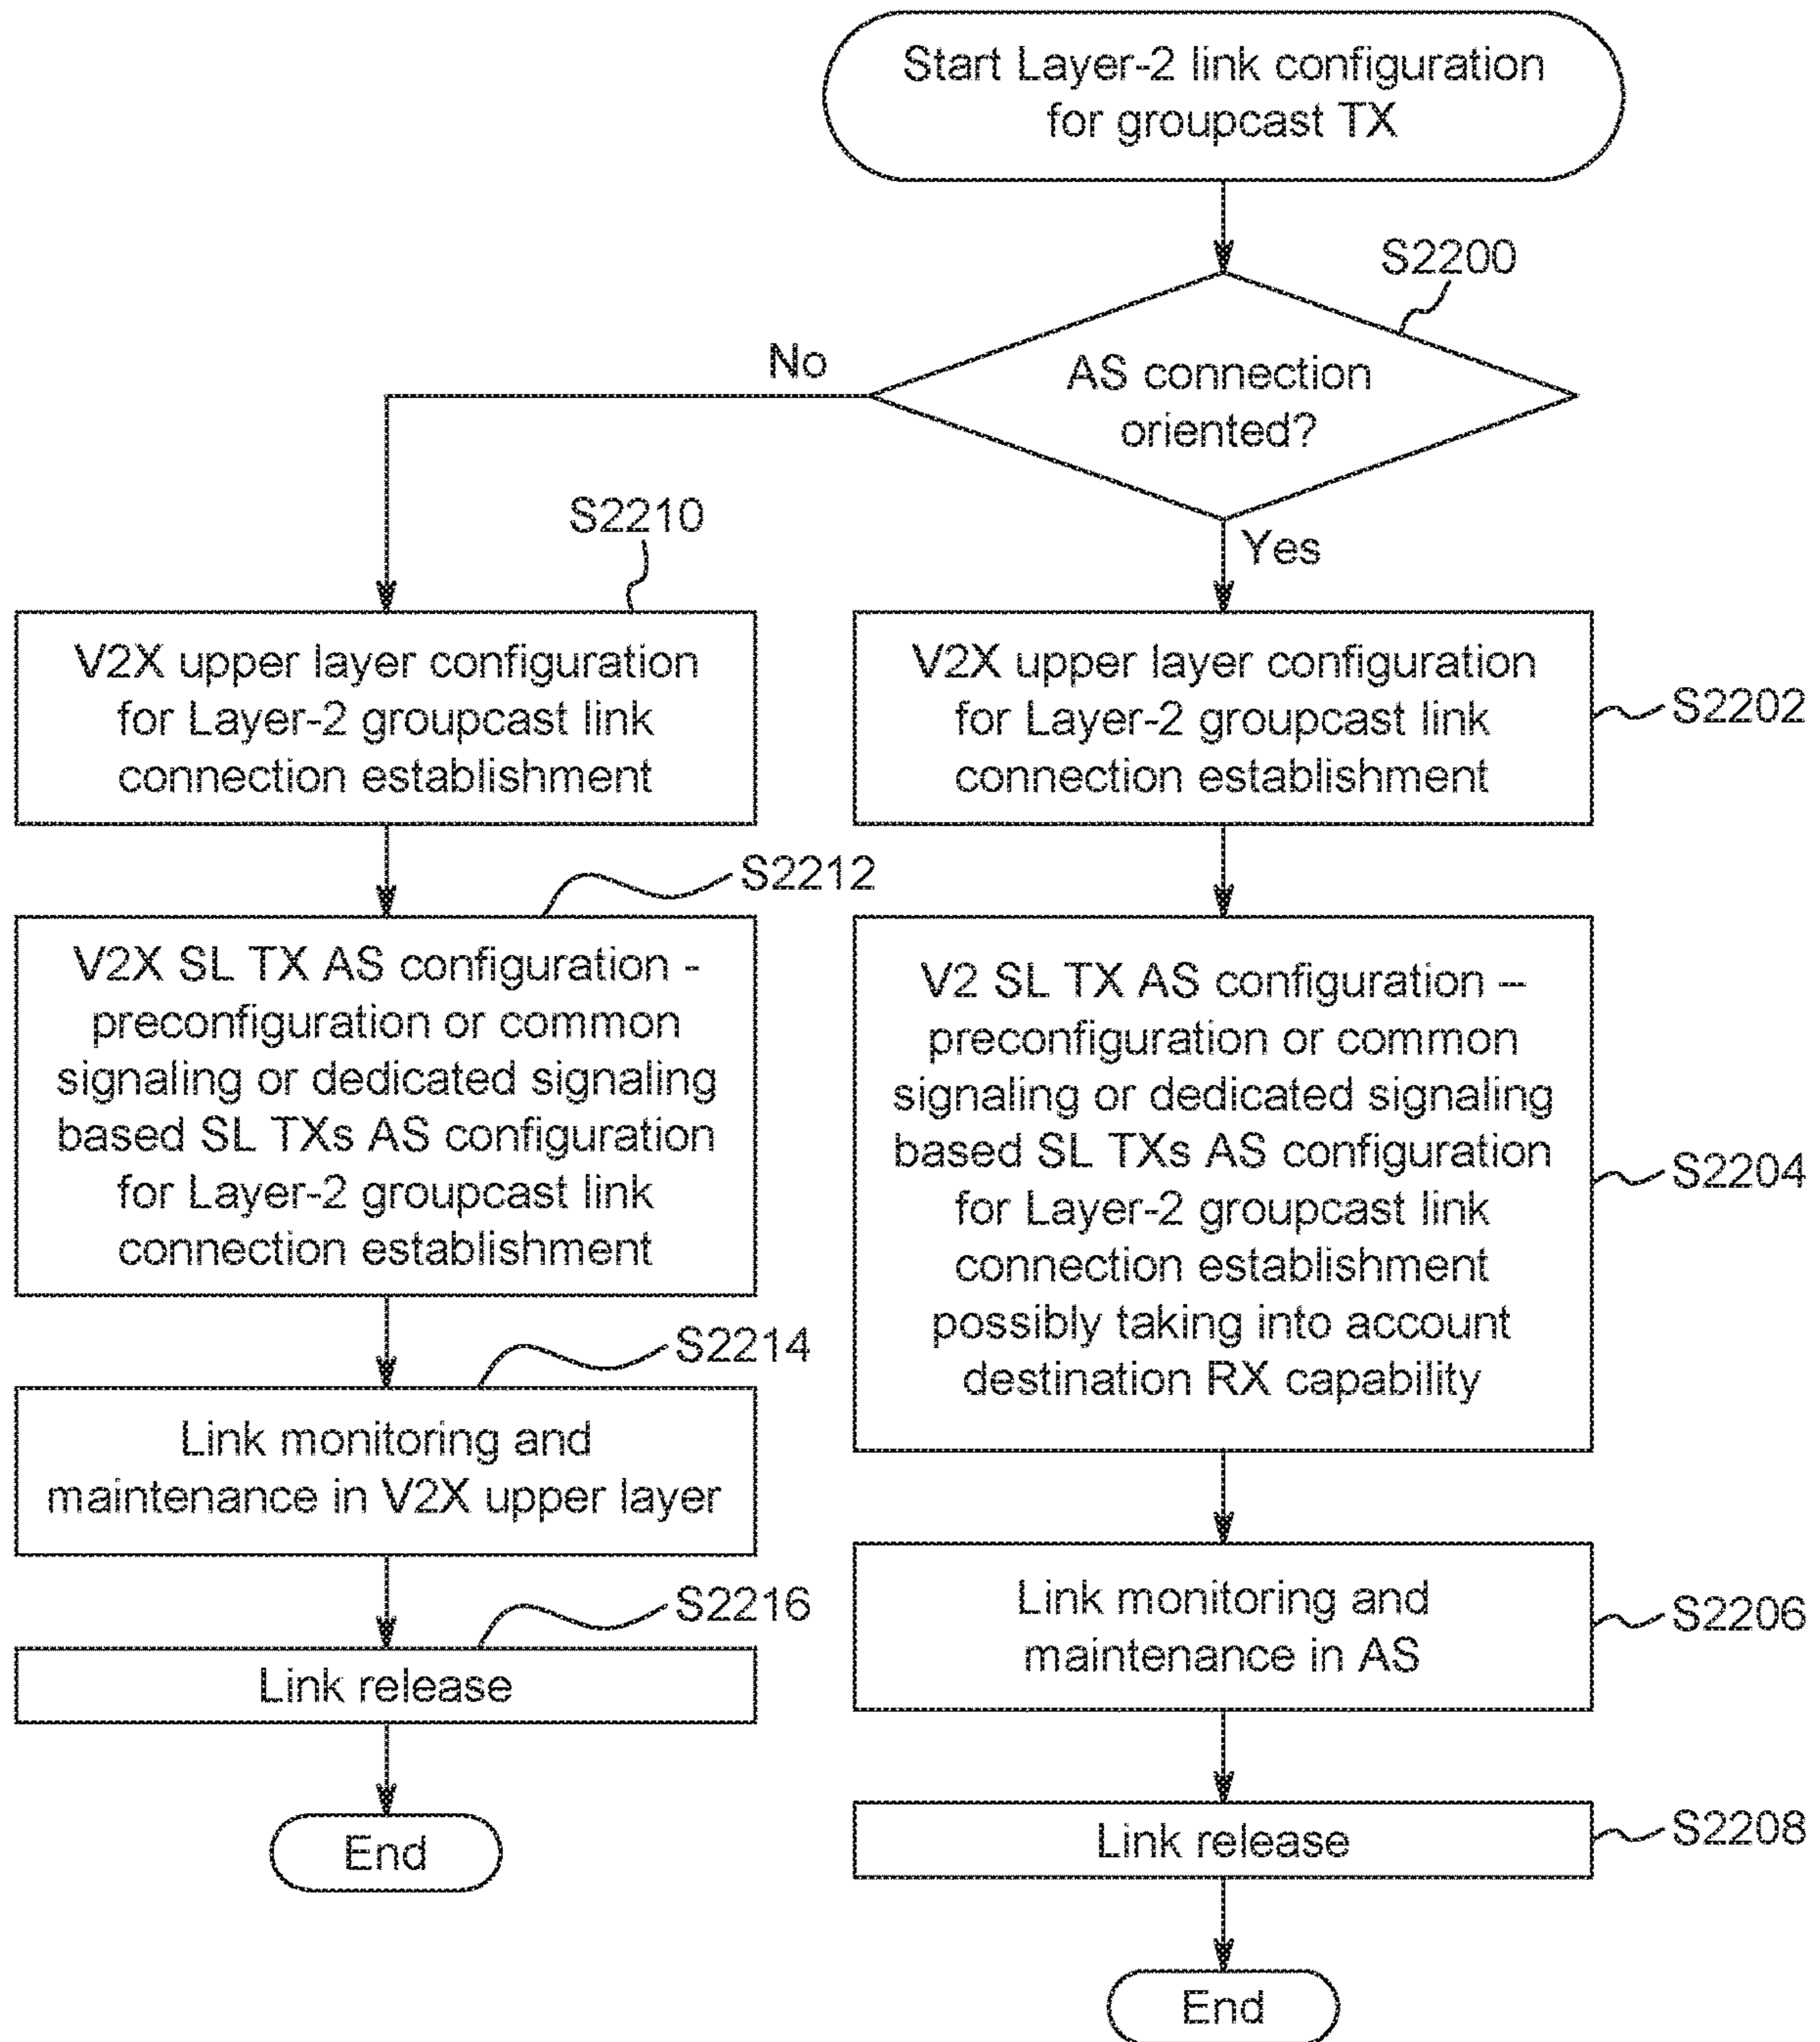 Start Layer-2 link configuration
for groupcast TX
S2200
AS connection
oriented?
No
Yes
S2210
V2X upper layer configuration
for Layer-2 groupcast link
connection establishment
V2X upper layer configuration
for Layer-2 groupcast link
connection establishment
S2202
S2212
V2X SL TX AS configuration -
preconfiguration or common
signaling or dedicated signaling
based SL TXs AS configuration
for Layer-2 groupcast link
connection establishment
V2 SL TX AS configuration –
preconfiguration or common
signaling or dedicated signaling
based SL TXs AS configuration
for Layer-2 groupcast link
connection establishment
possibly taking into account
destination RX capability
S2204
S2214
Link monitoring and
maintenance in V2X upper layer
Link monitoring and
maintenance in AS
S2206
S2216
Link release
Link release
S2208
End
End